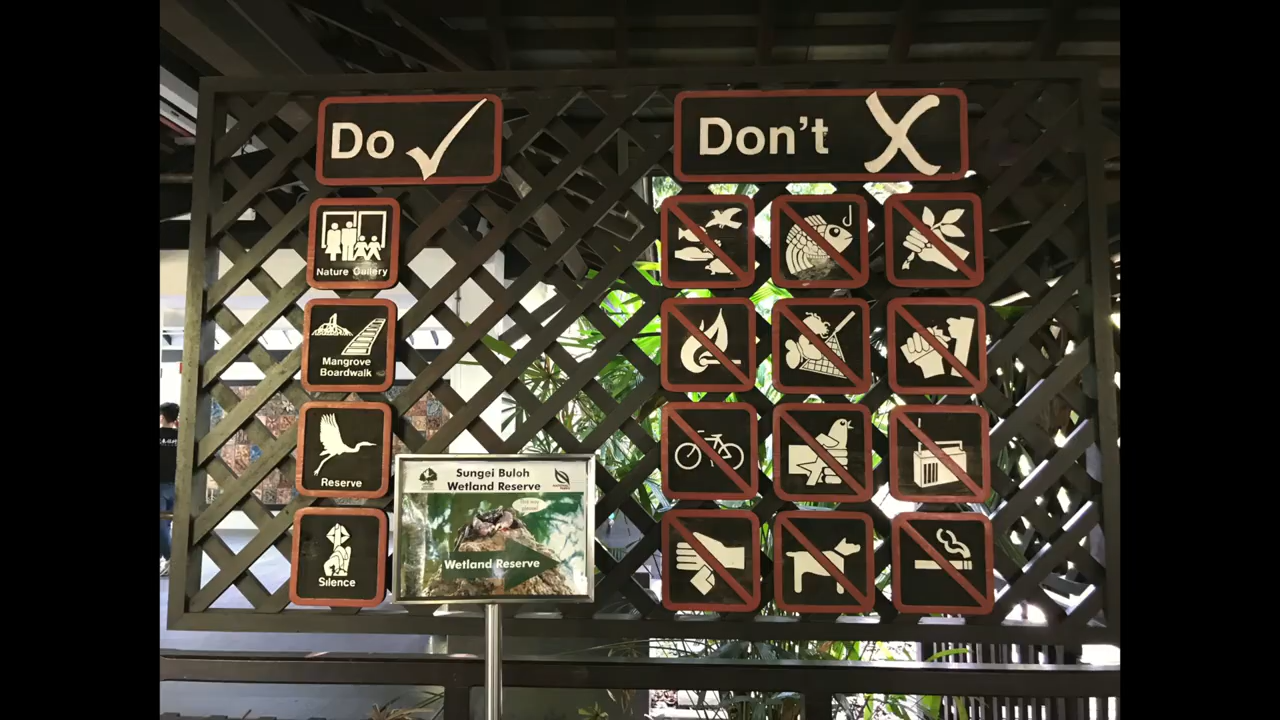 Do
Don't
Nature Gallery
Mangrove
Boardwalk
Reserve
Silence
Sungei Buloh
Wetland Reserve
Wetland Reserve